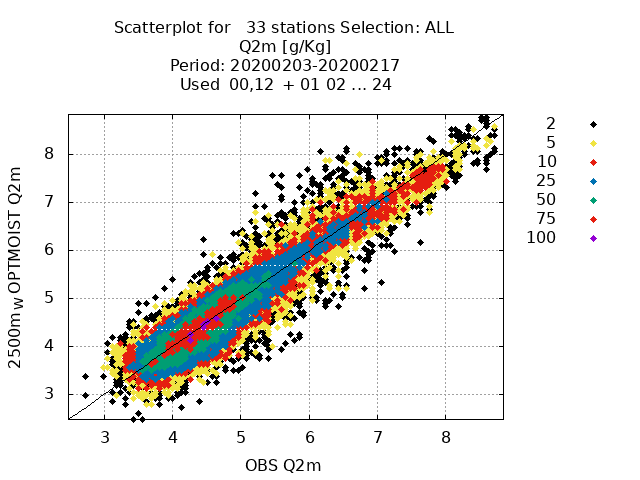 Scatterplot for   33 stations Selection: ALL
Q2m [g/Kg]
Period: 20200203-20200217
Used  00,12  + 01 02 ... 24
2
5
10
25
50
75
100
8
7
6
5
4
3
2500m_W OPTMOIST Q2m
3 4 5 6 7 8
OBS Q2m